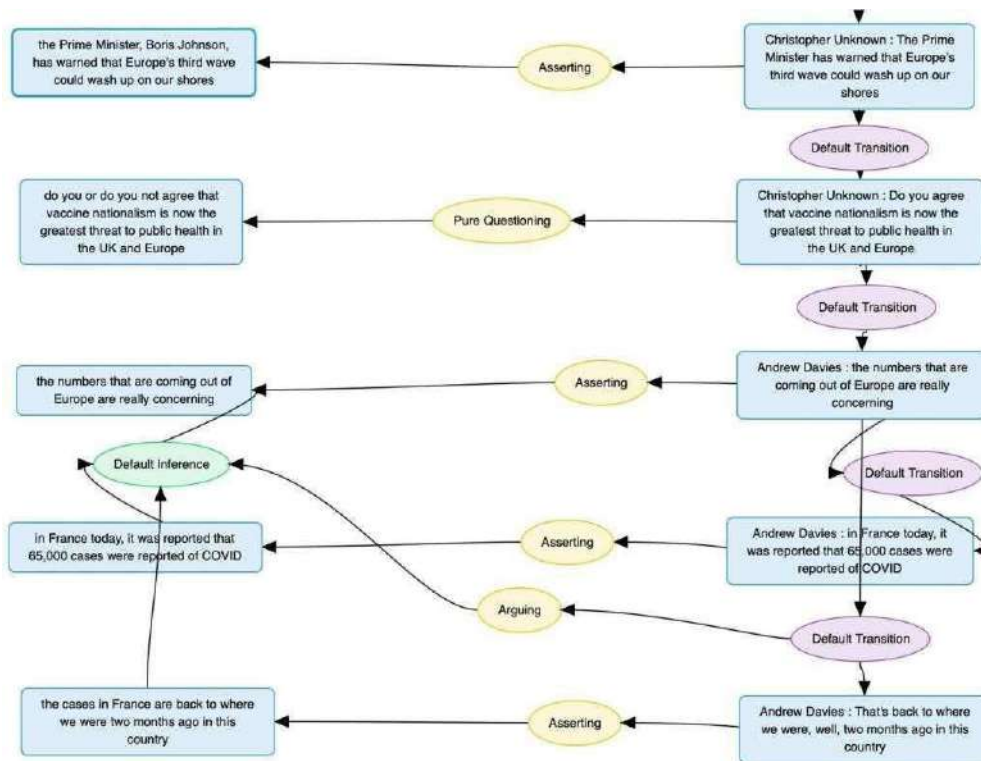 the Prime Minister, Boris Johnson,
has warned that Europe's third wave
could wash up on our shores
Asserting
Christopher Unknown : The Prime
Minister has warned that Europe's
third wave could wash up on our
shores
Default Transition
do you or do you not agree that
vaccine nationalism is now the
greatest threat to public health in
the UK and Europe
Pure Questioning
Christopher Unknown : Do you agree
that vaccine nationalism is now the
greatest threat to public health in
the UK and Europe
Default Transition
the numbers that are coming out of
Europe are really concerning
Asserting
Andrew Davies : the numbers that are
coming out of Europe are really
concerning
Default Inference
Default Transition
in France today, it was reported that
65,000 cases were reported of COVID
Asserting
Andrew Davies : in France today, it
was reported that 65,000 cases were
reported of COVID
Arguing
Default Transition
the cases in France are back to where
we were two months ago in this
country
Asserting
Andrew Davies : That's back to where
we were, well, two months ago in this
country